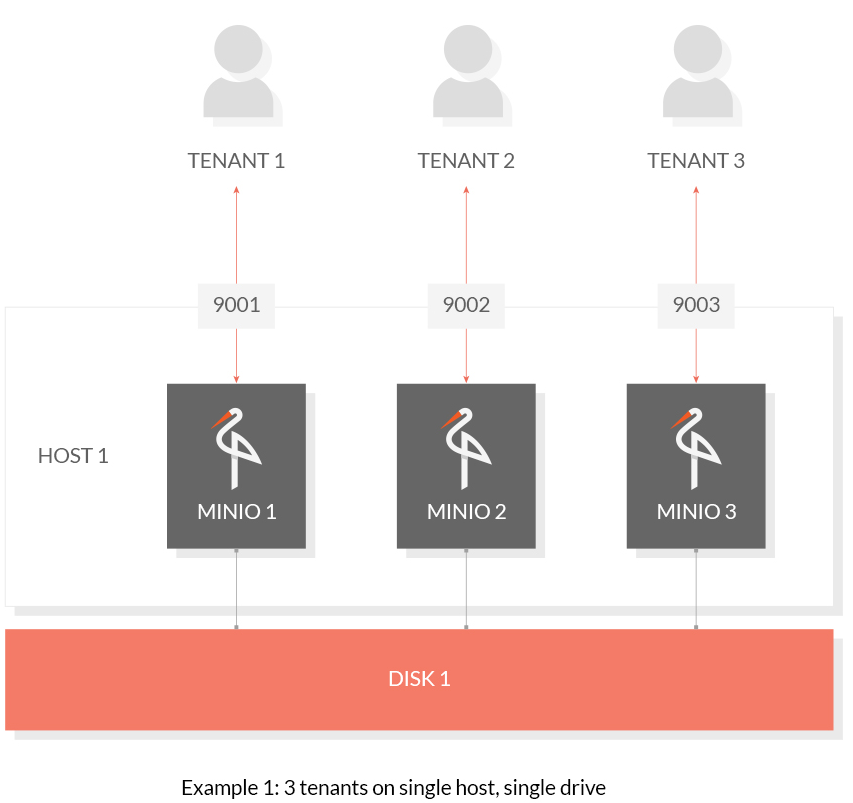 TENANT 1
TENANT 2
TENANT 3
9001
9002
9003
HOST 1
MINIO 1
MINIO 2
MINIO 3
DISK 1
Example 1: 3 tenants on single host, single drive